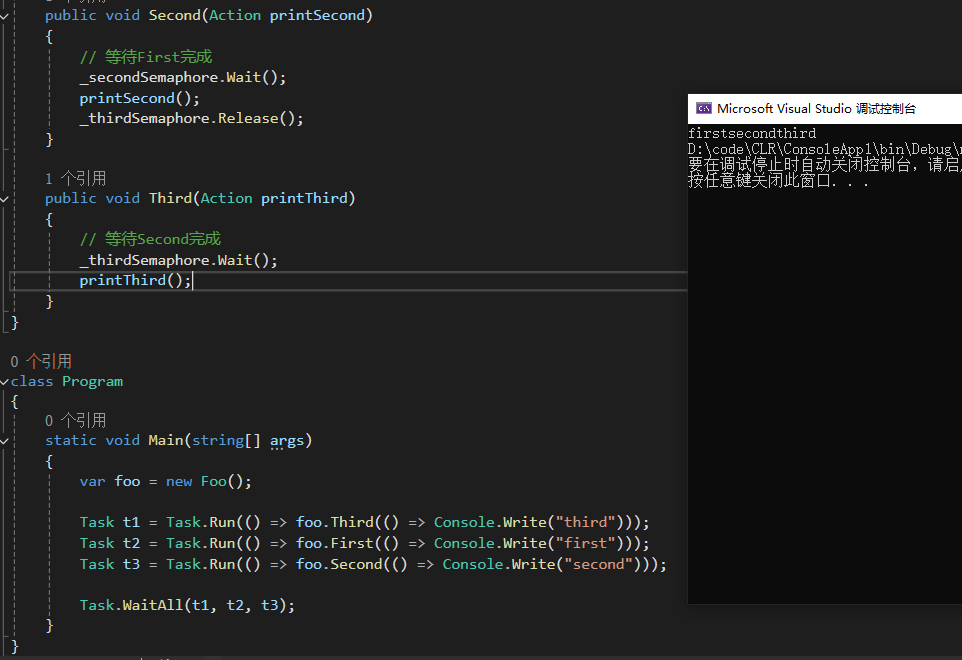 public void Second(Action printSecond)
{
// 等待First完成
_secondSemaphore.Wait();
printSecond();
_thirdSemaphore.Release();
}
1 个引用
public void Third(Action printThird)
{
// 等待Second完成
_thirdSemaphore.Wait();
printThird();
}
}
0 个引用
class Program
{
0 个引用
static void Main(string[] args)
{
var foo = new Foo();
Task t1 = Task.Run(() => foo.Third(() => Console.Write("third")));
Task t2 = Task.Run(() => foo.First(() => Console.Write("first")));
Task t3 = Task.Run(() => foo.Second(() => Console.Write("second")));
Task.WaitAll(t1, t2, t3);
}
}
Microsoft Visual Studio 调试控制台
firstsecondthird
D:\code\CLR\ConsoleApp1\bin\Debug\
要在调试停止时自动关闭控制台，请启
按任意键关闭此窗口. . .